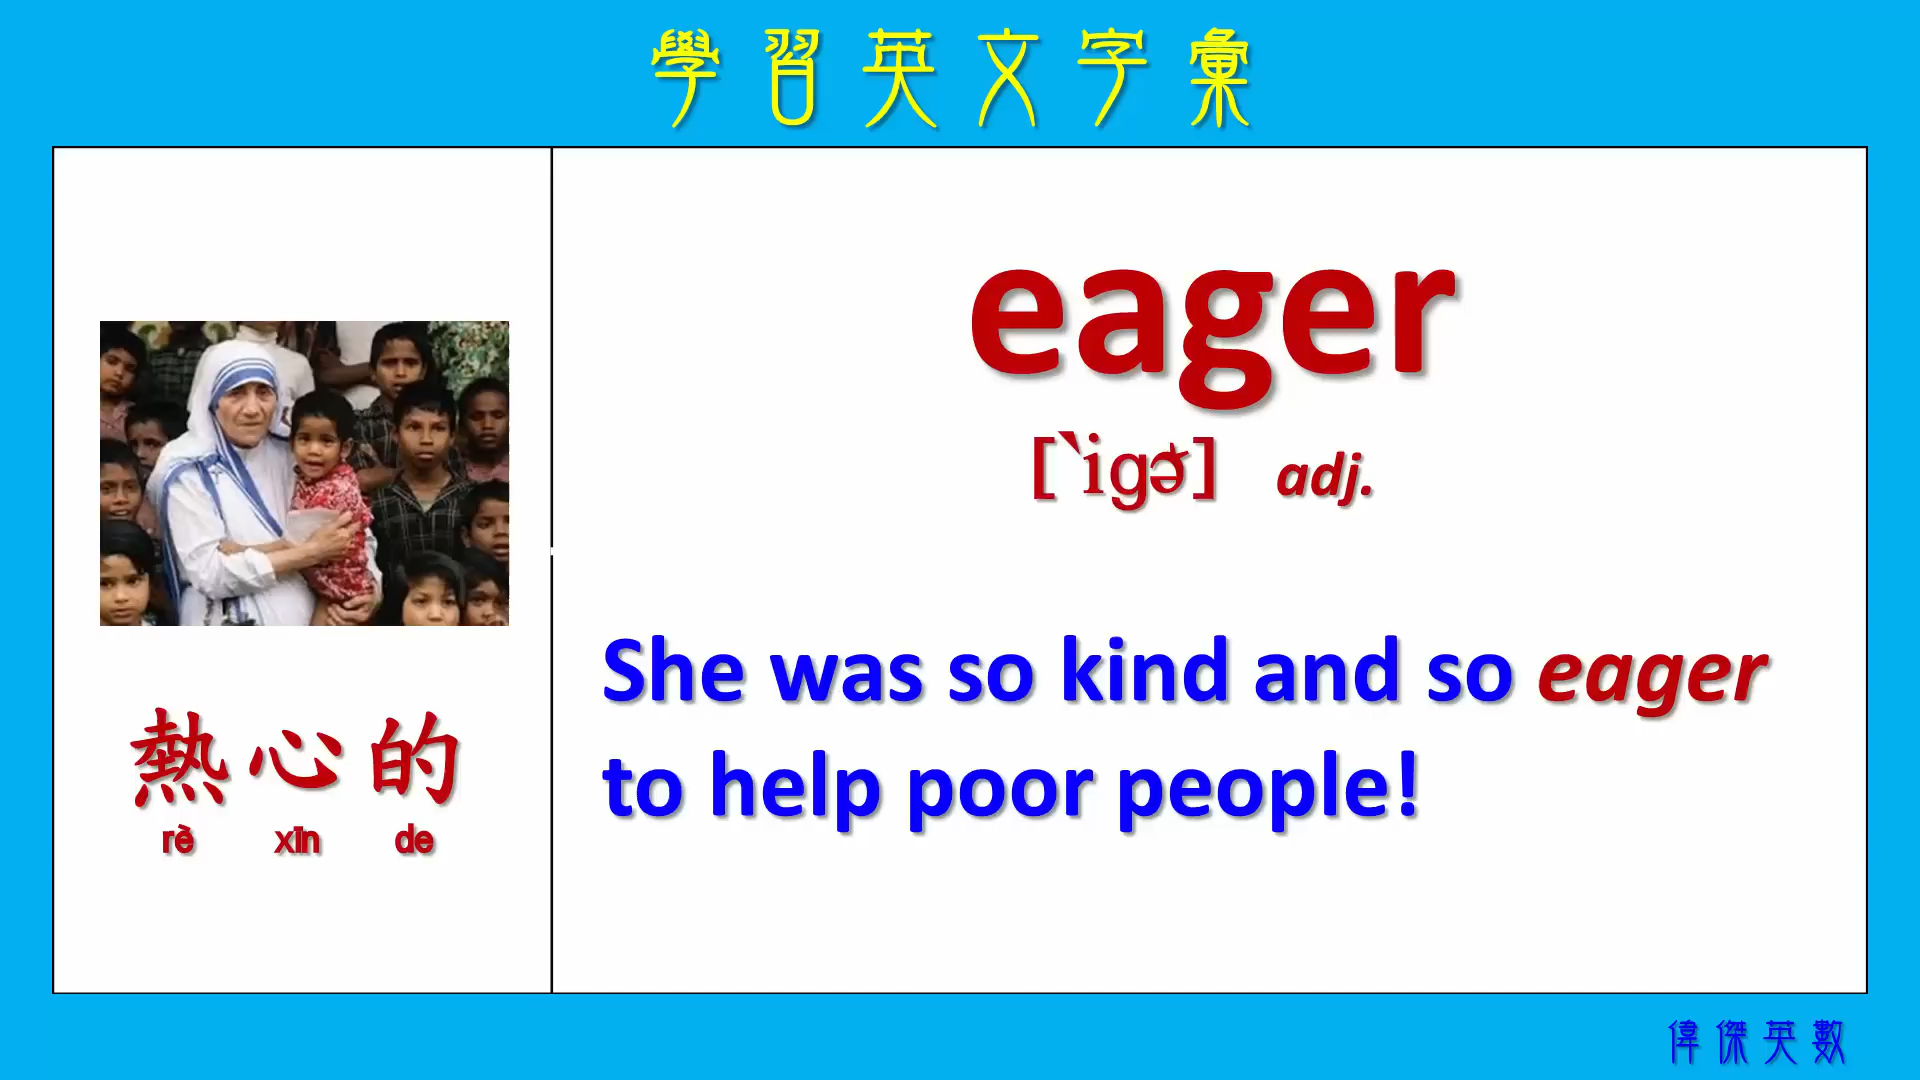 學習英文字彙
熱心的
rè xīn de
eager
[ˋigɚ] adj.
She was so kind and so eager
to help poor people!
偉傑英數